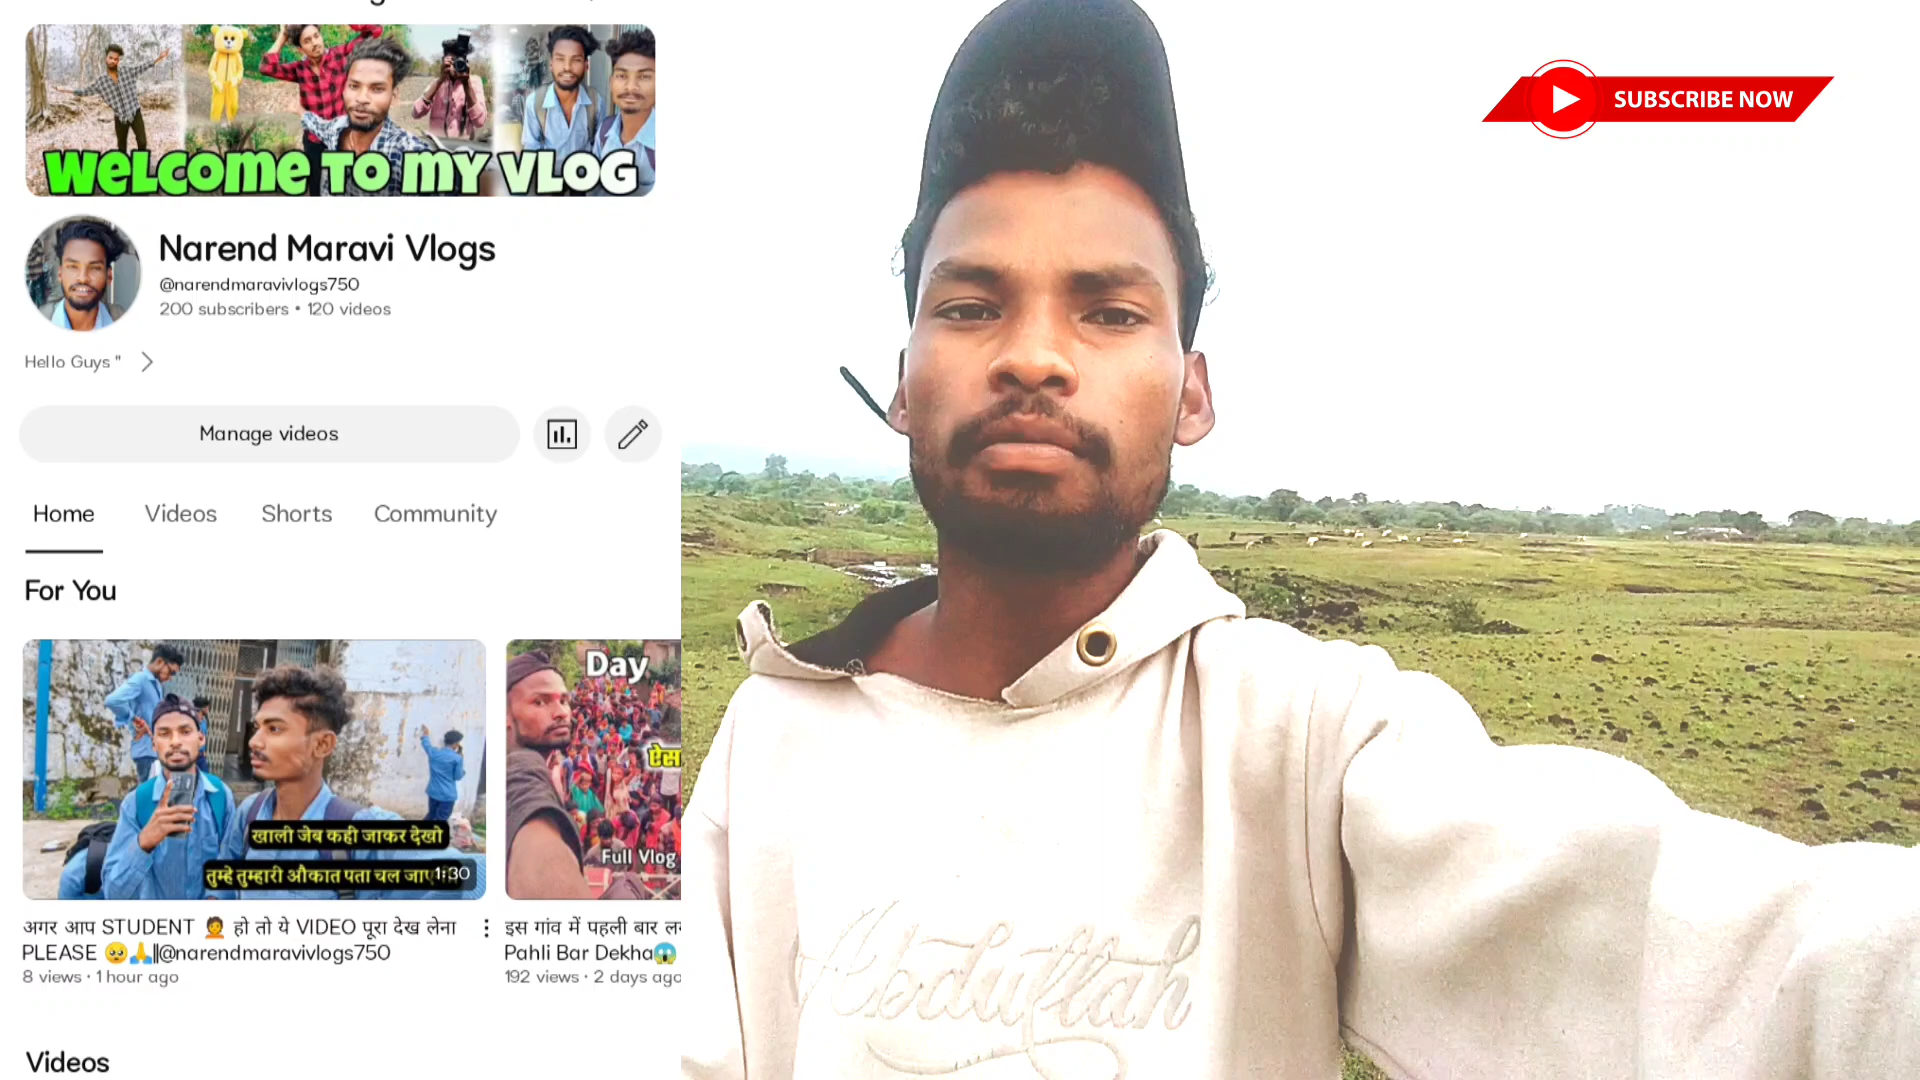 WELCOME TO MY VLOG
Narend Maravi Vlogs
@narendmaravivlogs750
200 subscribers • 120 videos
Hello Guys "
Manage videos
Home Videos Shorts Community
For You
खाली जेब कही जाकर देखो
तुम्हे तुम्हारी औकात पता चल
1:30
Day
Full Vlog
अगर आप STUDENT 🙍 हो तो ये VIDEO पूरा देख लेना
PLEASE 🥺🙏||@narendmaravivlogs750
8 views · 1 hour ago
इस गांव में पहली बार
Pahli Bar Dekha😱
192 views · 2 days ago
Videos
SUBSCRIBE NOW
Abdullah